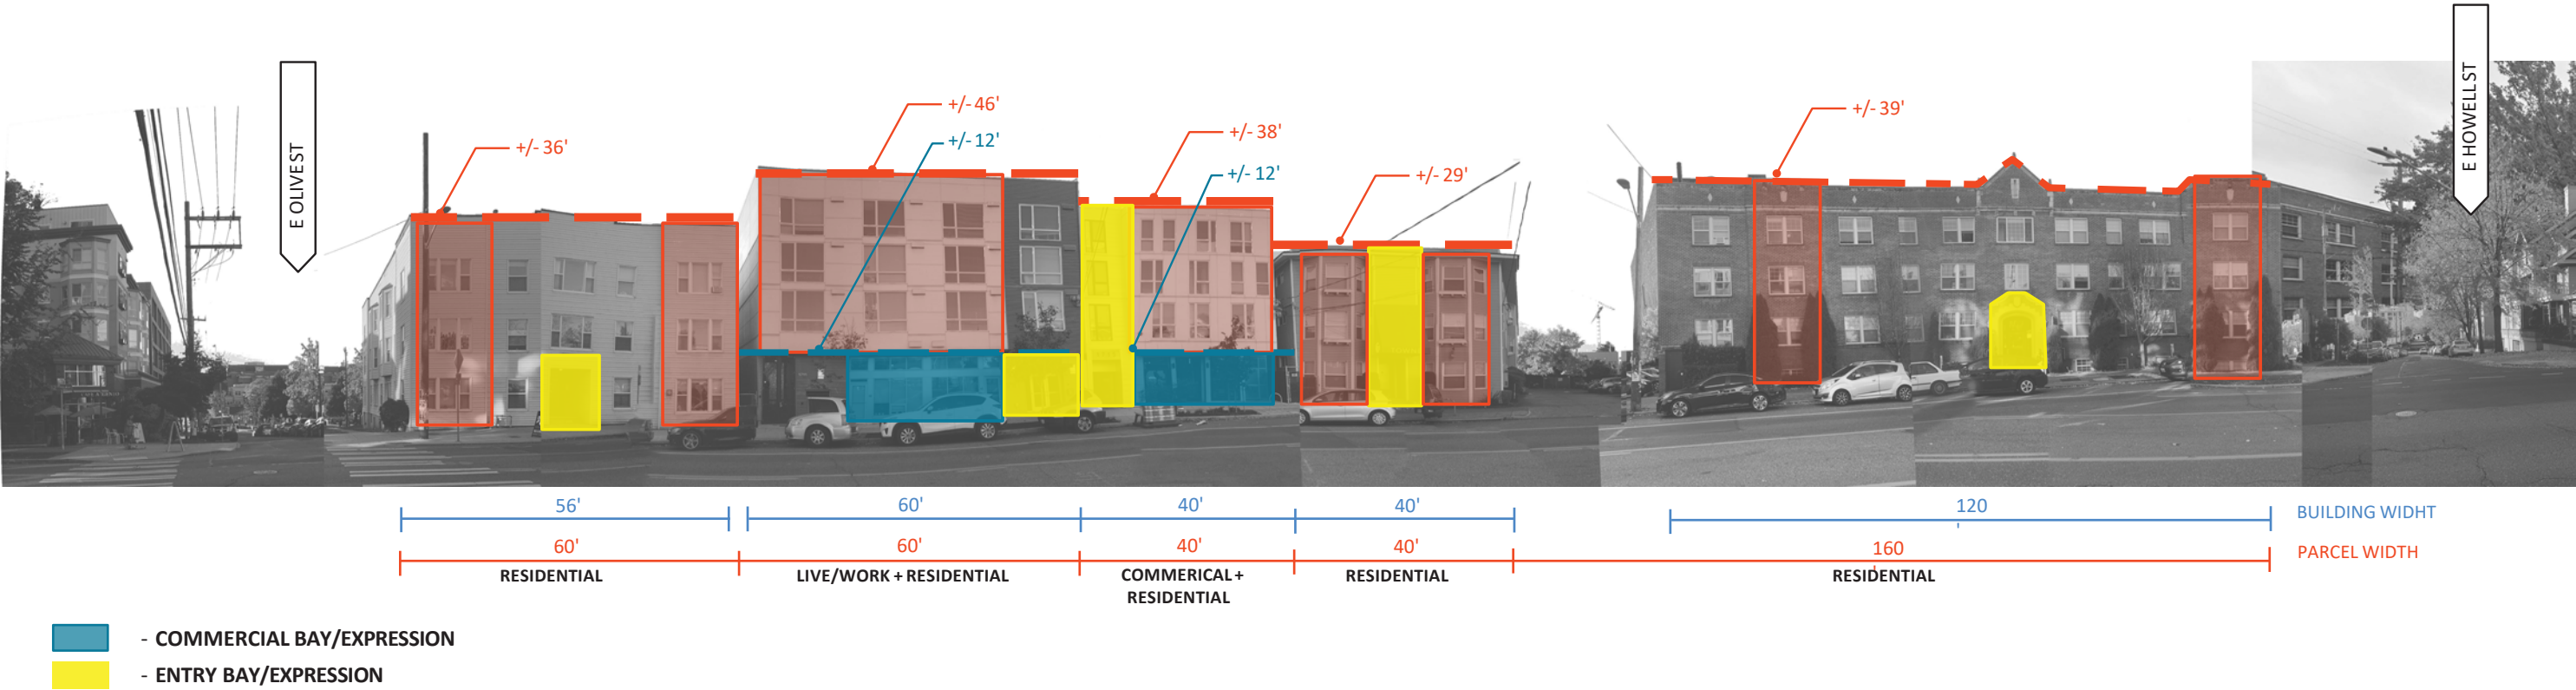 E OLIVE ST
E HOWELL ST
+/- 36'
+/- 46'
+/- 12'
+/- 38'
+/- 12'
+/- 29'
+/- 39'
56'
60'
40'
40'
120
'
BUILDING WIDHT
60'
60'
40'
40'
160
PARCEL WIDTH
RESIDENTIAL
LIVE/WORK + RESIDENTIAL
COMMERICAL +
RESIDENTIAL
RESIDENTIAL
RESIDENTIAL
- COMMERCIAL BAY/EXPRESSION
- ENTRY BAY/EXPRESSION